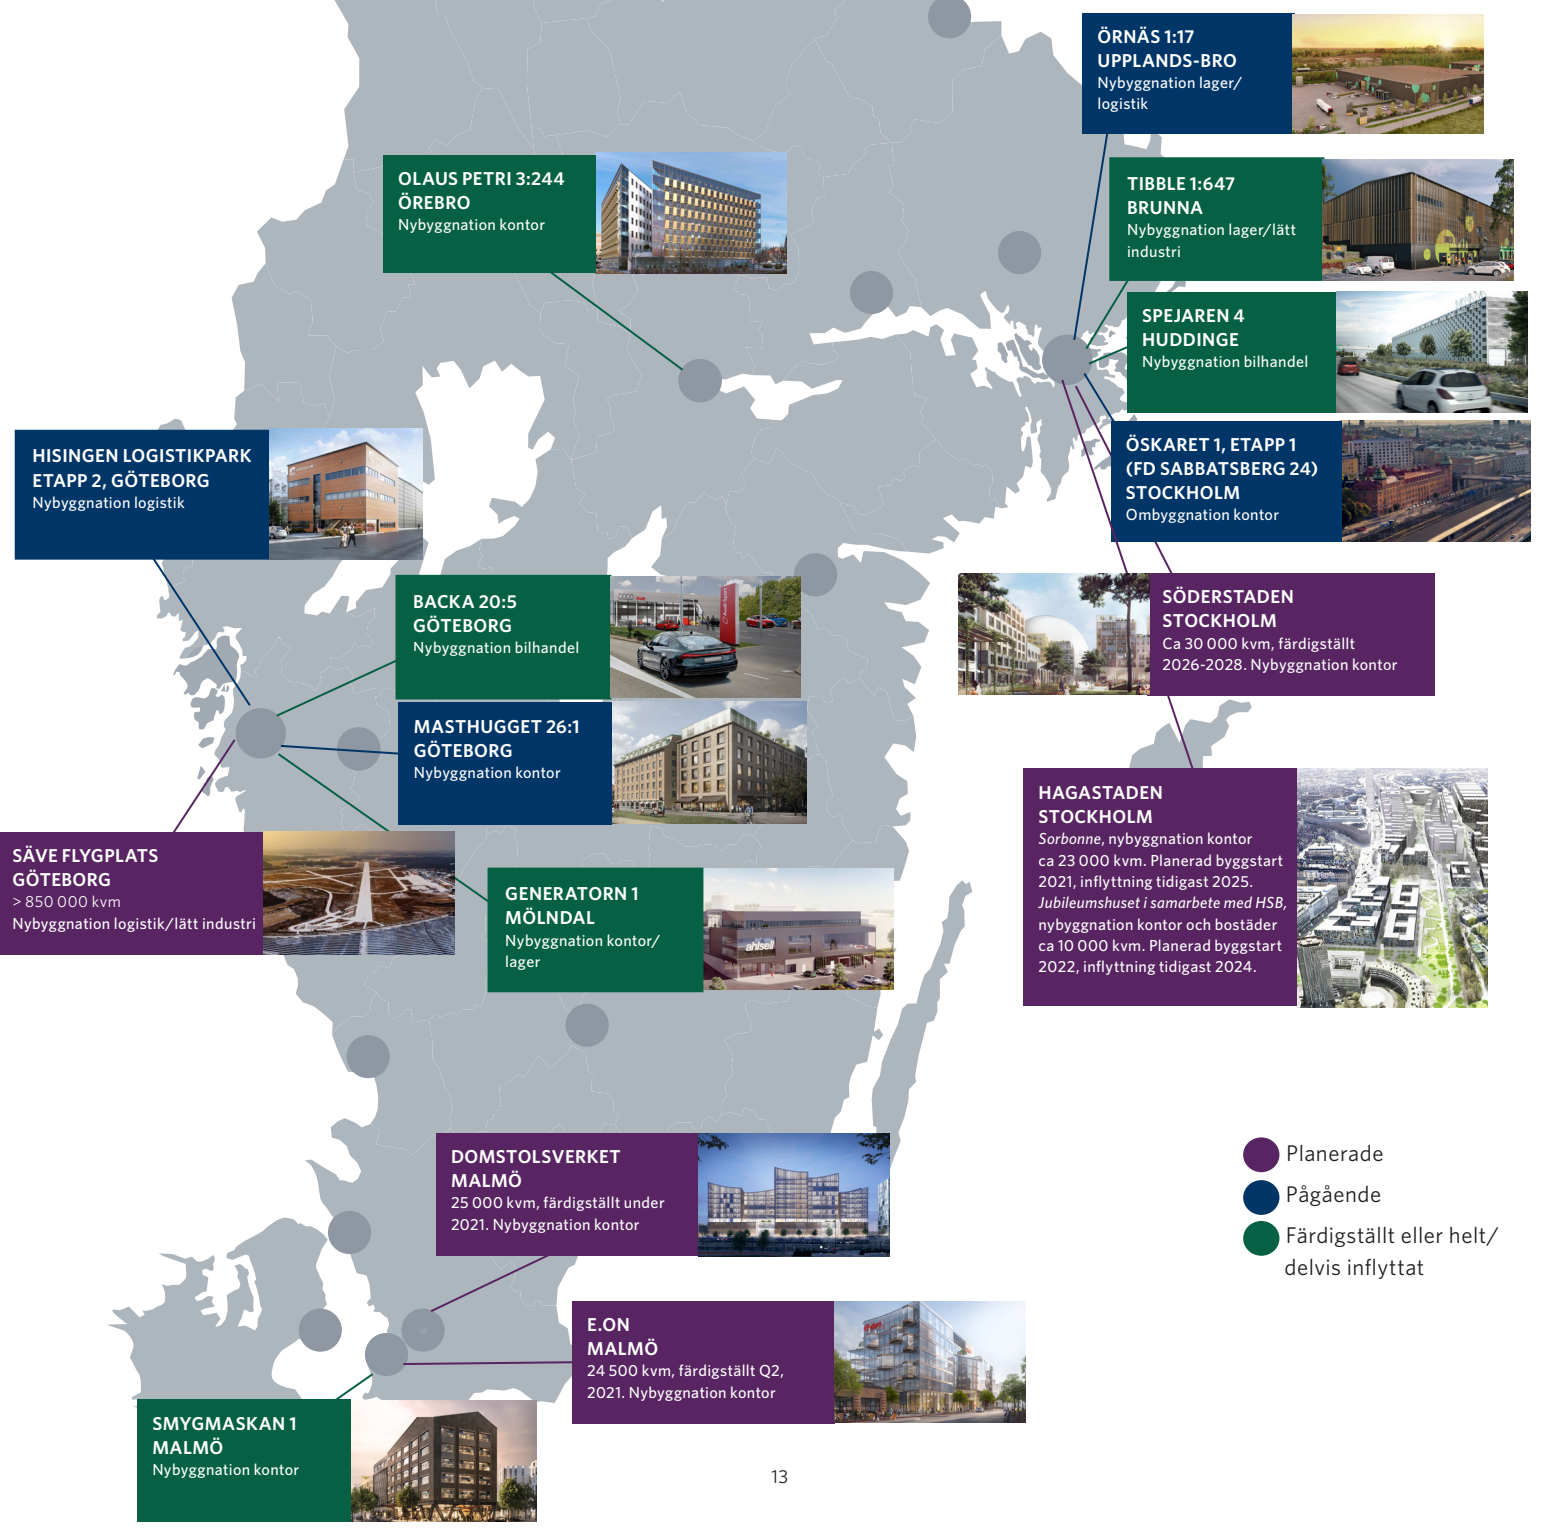 ÖRNÄS 1:17
UPPLANDS-BRO
Nybyggnation lager/
logistik
OLAUS PETRI 3:244
ÖREBRO
Nybyggnation kontor
TIBBLE 1:647
BRUNNA
Nybyggnation lager/lätt
industri
SPEJAREN 4
HUDDINGE
Nybyggnation bilhandel
HISINGEN LOGISTIKPARK
ETAPP 2, GÖTEBORG
Nybyggnation logistik
ÖSKARET 1, ETAPP 1
(FD SABBATSBERG 24)
STOCKHOLM
Ombyggnation kontor
BACKA 20:5
GÖTEBORG
Nybyggnation bilhandel
Audi Sport
SÖDERSTADEN
STOCKHOLM
Ca 30 000 kvm, färdigställt
2026-2028. Nybyggnation kontor
MASTHUGGET 26:1
GÖTEBORG
Nybyggnation kontor
HAGASTADEN
STOCKHOLM
Sorbonne, nybyggnation kontor
ca 23 000 kvm. Planerad byggstart
2021, inflyttning tidigast 2025.
Jubileumshuset i samarbete med HSB,
nybyggnation kontor och bostäder
ca 10 000 kvm. Planerad byggstart
2022, inflyttning tidigast 2024.
SÄVE FLYGPLATS
GÖTEBORG
> 850 000 kvm
Nybyggnation logistik/lätt industri
GENERATORN 1
MÖLNDAL
Nybyggnation kontor/
lager
ahlsell
DOMSTOLSVERKET
MALMÖ
25 000 kvm, färdigställt under
2021. Nybyggnation kontor
Planerade
Pågående
Färdigställt eller helt/
delvis inflyttat
E.ON
MALMÖ
24 500 kvm, färdigställt Q2,
2021. Nybyggnation kontor
e.on
SMYGMASKAN 1
MALMÖ
Nybyggnation kontor
13